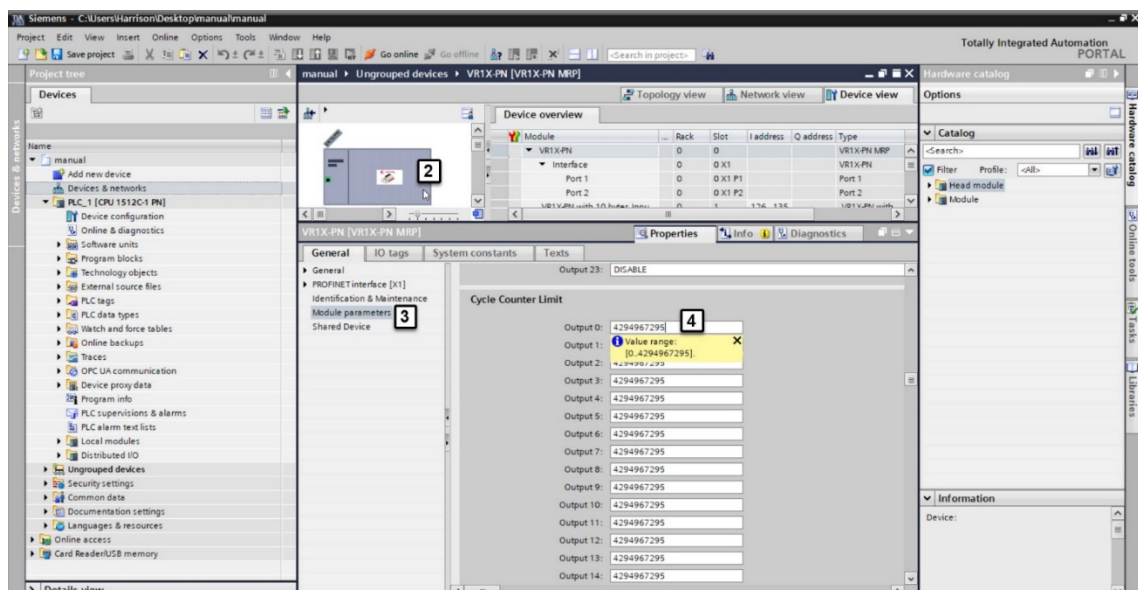 Siemens - C:\Users\Harrison\Desktop\manual\manual
Project Edit View Insert Online Options Tools Window Help
Totally Integrated Automation
PORTAL
Save project
Go online
Go offline
<Search in project>
Project tree
Devices
Devices & networks
Name
manual
Add new device
Devices & networks
PLC_1 [CPU 1512C-1 PN]
Device configuration
Online & diagnostics
Software units
Program blocks
Technology objects
External source files
PLC tags
PLC data types
Watch and force tables
Online backups
Traces
OPC UA communication
Device proxy data
Program info
PLC supervisions & alarms
PLC alarm text lists
Local modules
Distributed I/O
Ungrouped devices
Security settings
Common data
Documentation settings
Languages & resources
Online access
Card Reader/USB memory
Details view
manual Ungrouped devices VR1X-PN [VR1X-PN MRP]
Topology view
Network view
Device view
2
Device overview
Module ... Rack Slot I address Q address Type
VR1X-PN 0 0 VR1X-PN MRP
Interface 0 0 X1 VR1X-PN
Port 1 0 0 X1 P1 Port 1
Port 2 0 0 X1 P2 Port 2
0 1 126...135
VR1X-PN [VR1X-PN MRP]
Properties
Info
Diagnostics
General
IO tags
System constants
Texts
General
PROFINET interface [X1]
Identification & Maintenance
Module parameters
3
Shared Device
Output 23: DISABLE
Cycle Counter Limit
Output 0: 4294967295
4
Output 1:
Value range:
[0..4294967295].
Output 2: 4294967295
Output 3: 4294967295
Output 4: 4294967295
Output 5: 4294967295
Output 6: 4294967295
Output 7: 4294967295
Output 8: 4294967295
Output 9: 4294967295
Output 10: 4294967295
Output 11: 4294967295
Output 12: 4294967295
Output 13: 4294967295
Output 14: 4294967295
Hardware catalog
Options
Catalog
<Search>
Filter Profile: <All>
Head module
Module
Information
Device:
Hardware catalog
Online tools
Tasks
Libraries